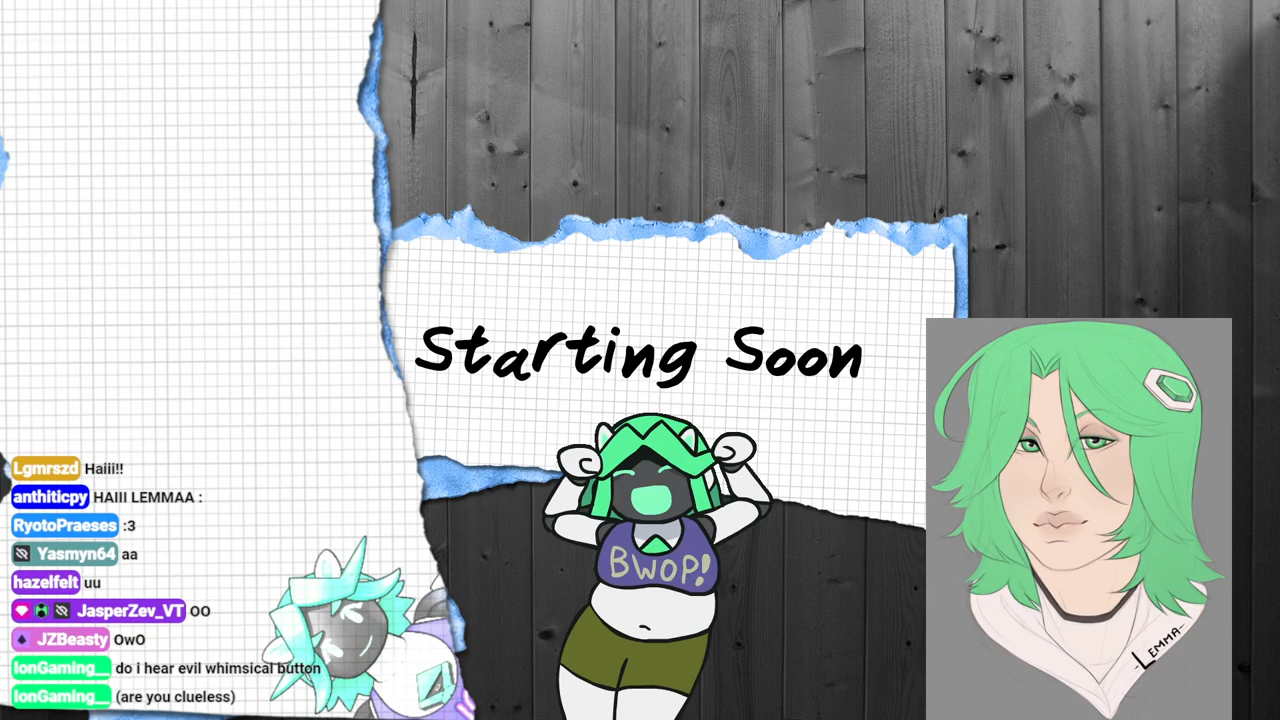 Starting Soon
BWOP!
-LEMMA-
Lgmrszd Haiii!!
anthiticpy HAIII LEMMAA :
RyotoPraeses :3
Yasmyn64 aa
hazelfelt uu
JasperZev_VT OO
JZBeasty OwO
IonGaming__ do i hear evil whimsical button
IonGaming__ (are you clueless)